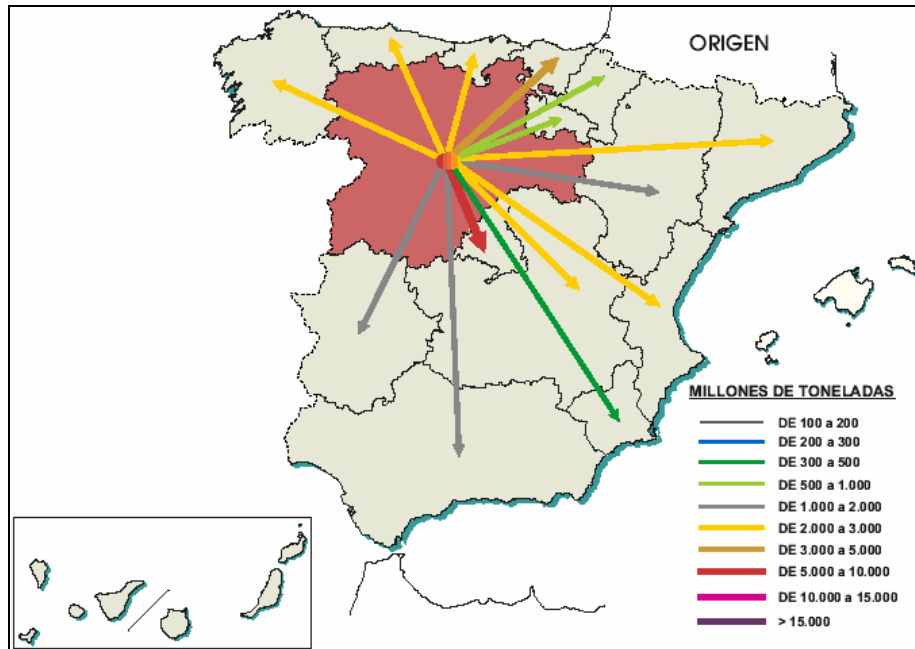 ORIGEN
MILLONES DE TONELADAS
DE 100 a 200
DE 200 a 300
DE 300 a 500
DE 500 a 1.000
DE 1.000 a 2.000
DE 2.000 a 3.000
DE 3.000 a 5.000
DE 5.000 a 10.000
DE 10.000 a 15.000
> 15.000